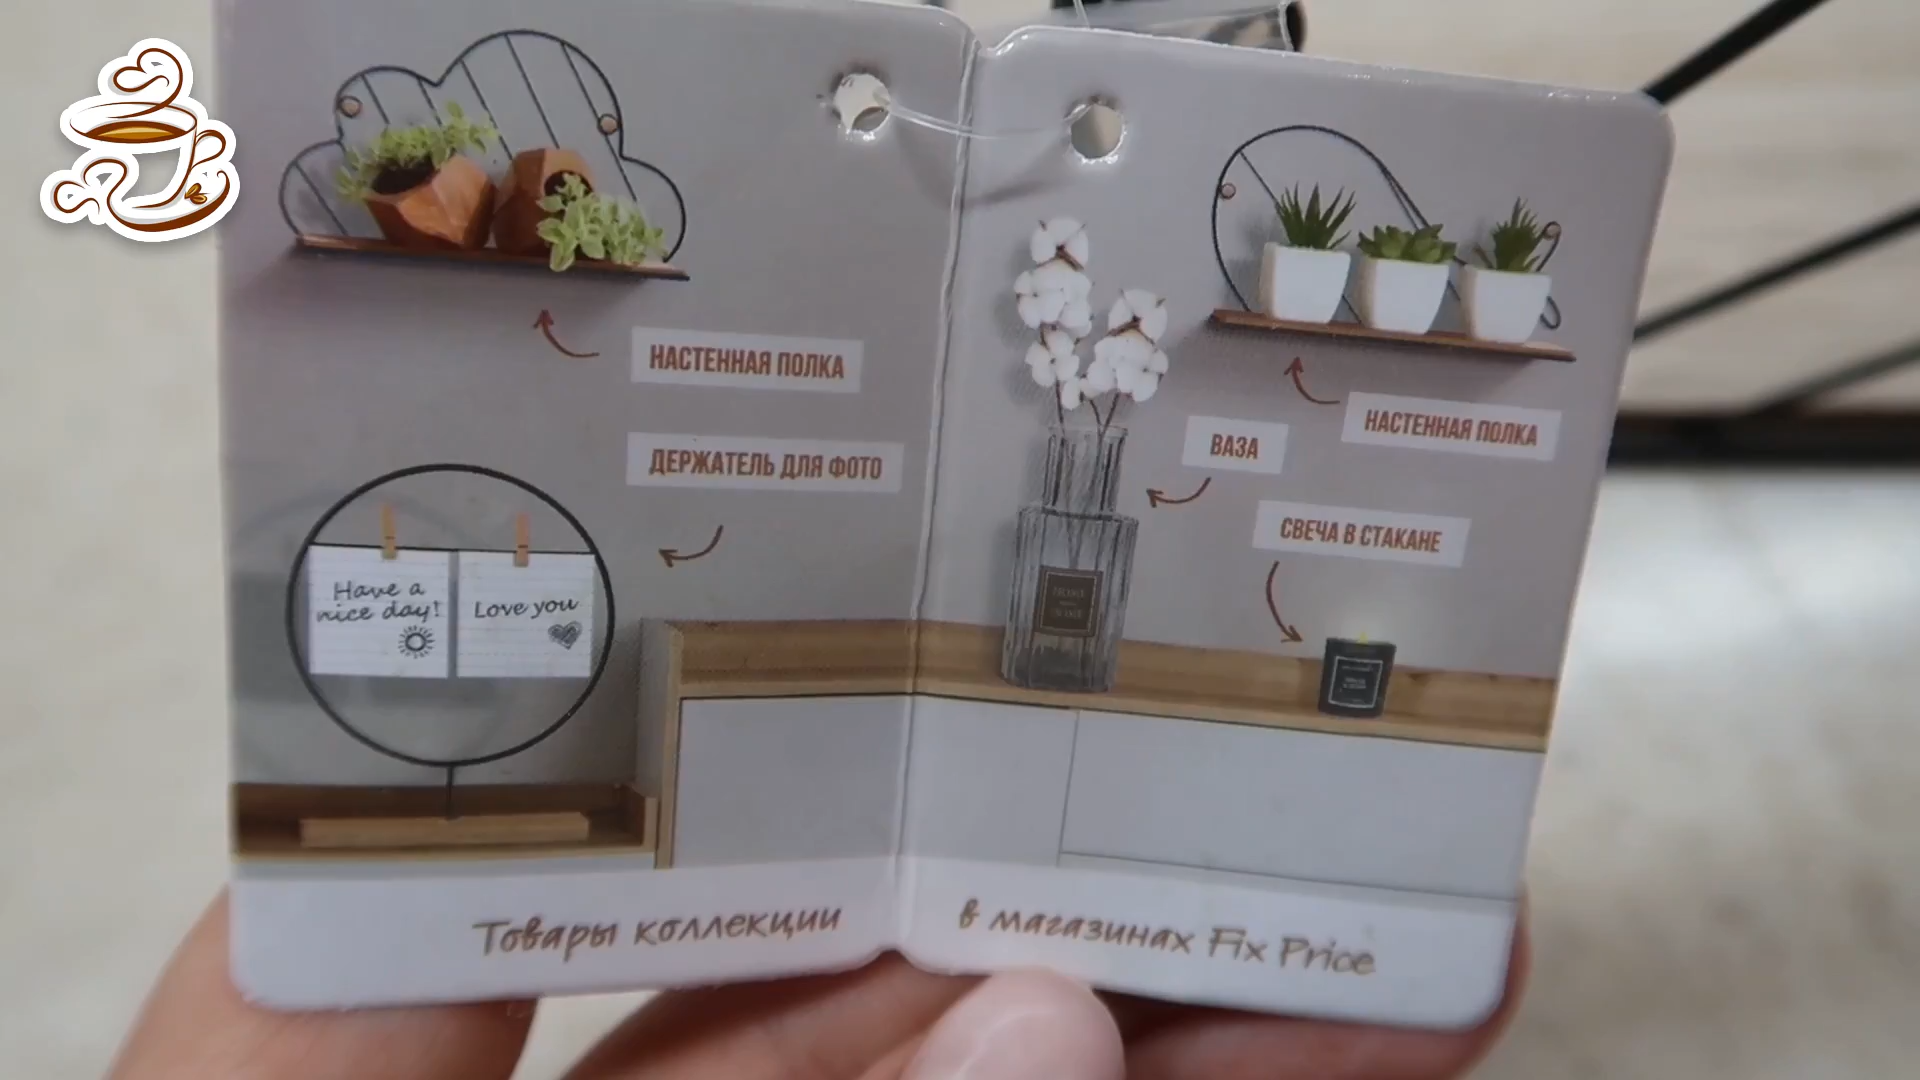 НАСТЕННАЯ ПОЛКА
ДЕРЖАТЕЛЬ ДЛЯ ФОТО
Have a
nice day!
Love you
НАСТЕННАЯ ПОЛКА
ВАЗА
СВЕЧА В СТАКАНЕ
Товары коллекции
в магазинах Fix Price